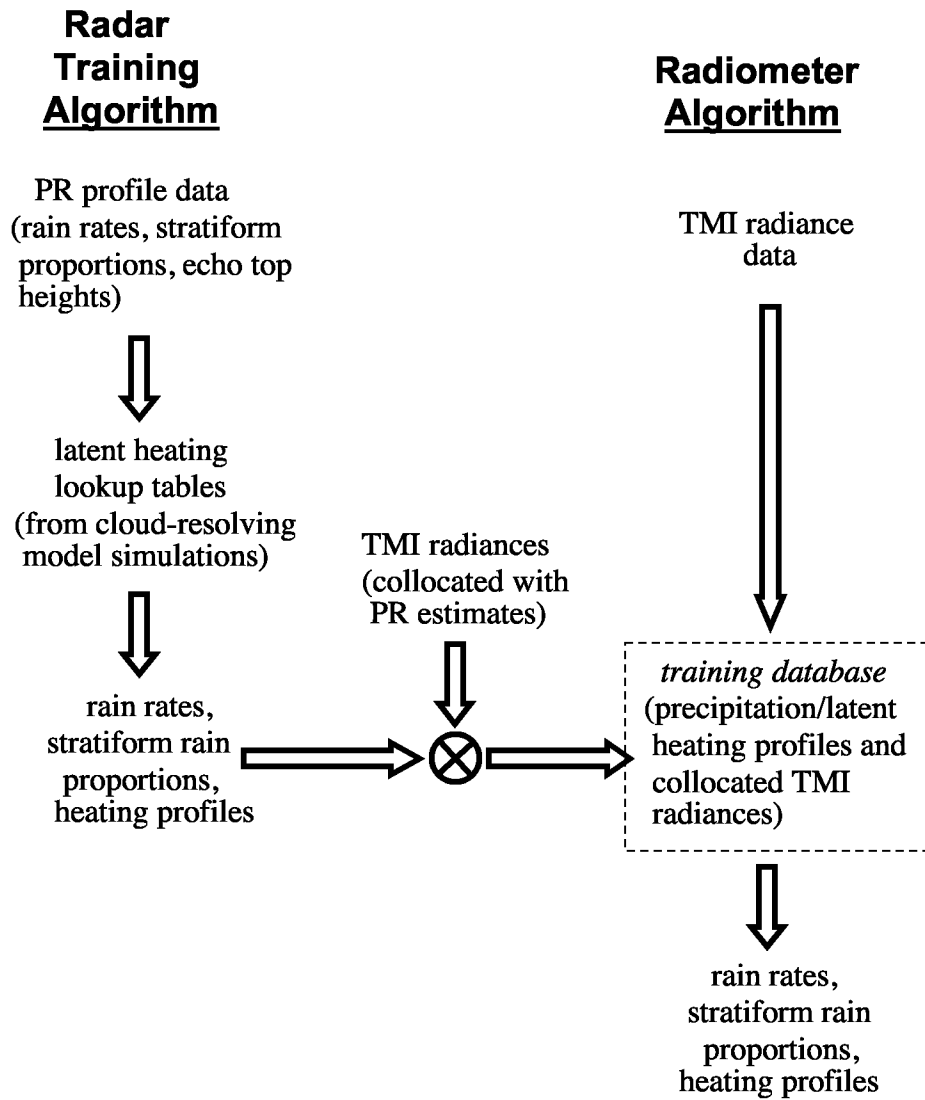 Radar
Training
Algorithm
PR profile data
(rain rates, stratiform
proportions, echo top
heights)
latent heating
lookup tables
(from cloud-resolving
model simulations)
rain rates,
stratiform rain
proportions,
heating profiles
TMI radiances
(collocated with
PR estimates)
Radiometer
Algorithm
TMI radiance
data
training database
(precipitation/latent
heating profiles and
collocated TMI
radiances)
rain rates,
stratiform rain
proportions,
heating profiles